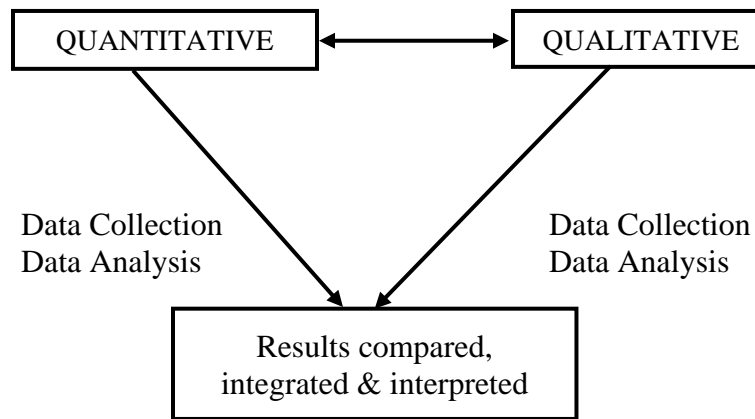 QUANTITATIVE
QUALITATIVE
Data Collection
Data Analysis
Data Collection
Data Analysis
Results compared,
integrated & interpreted